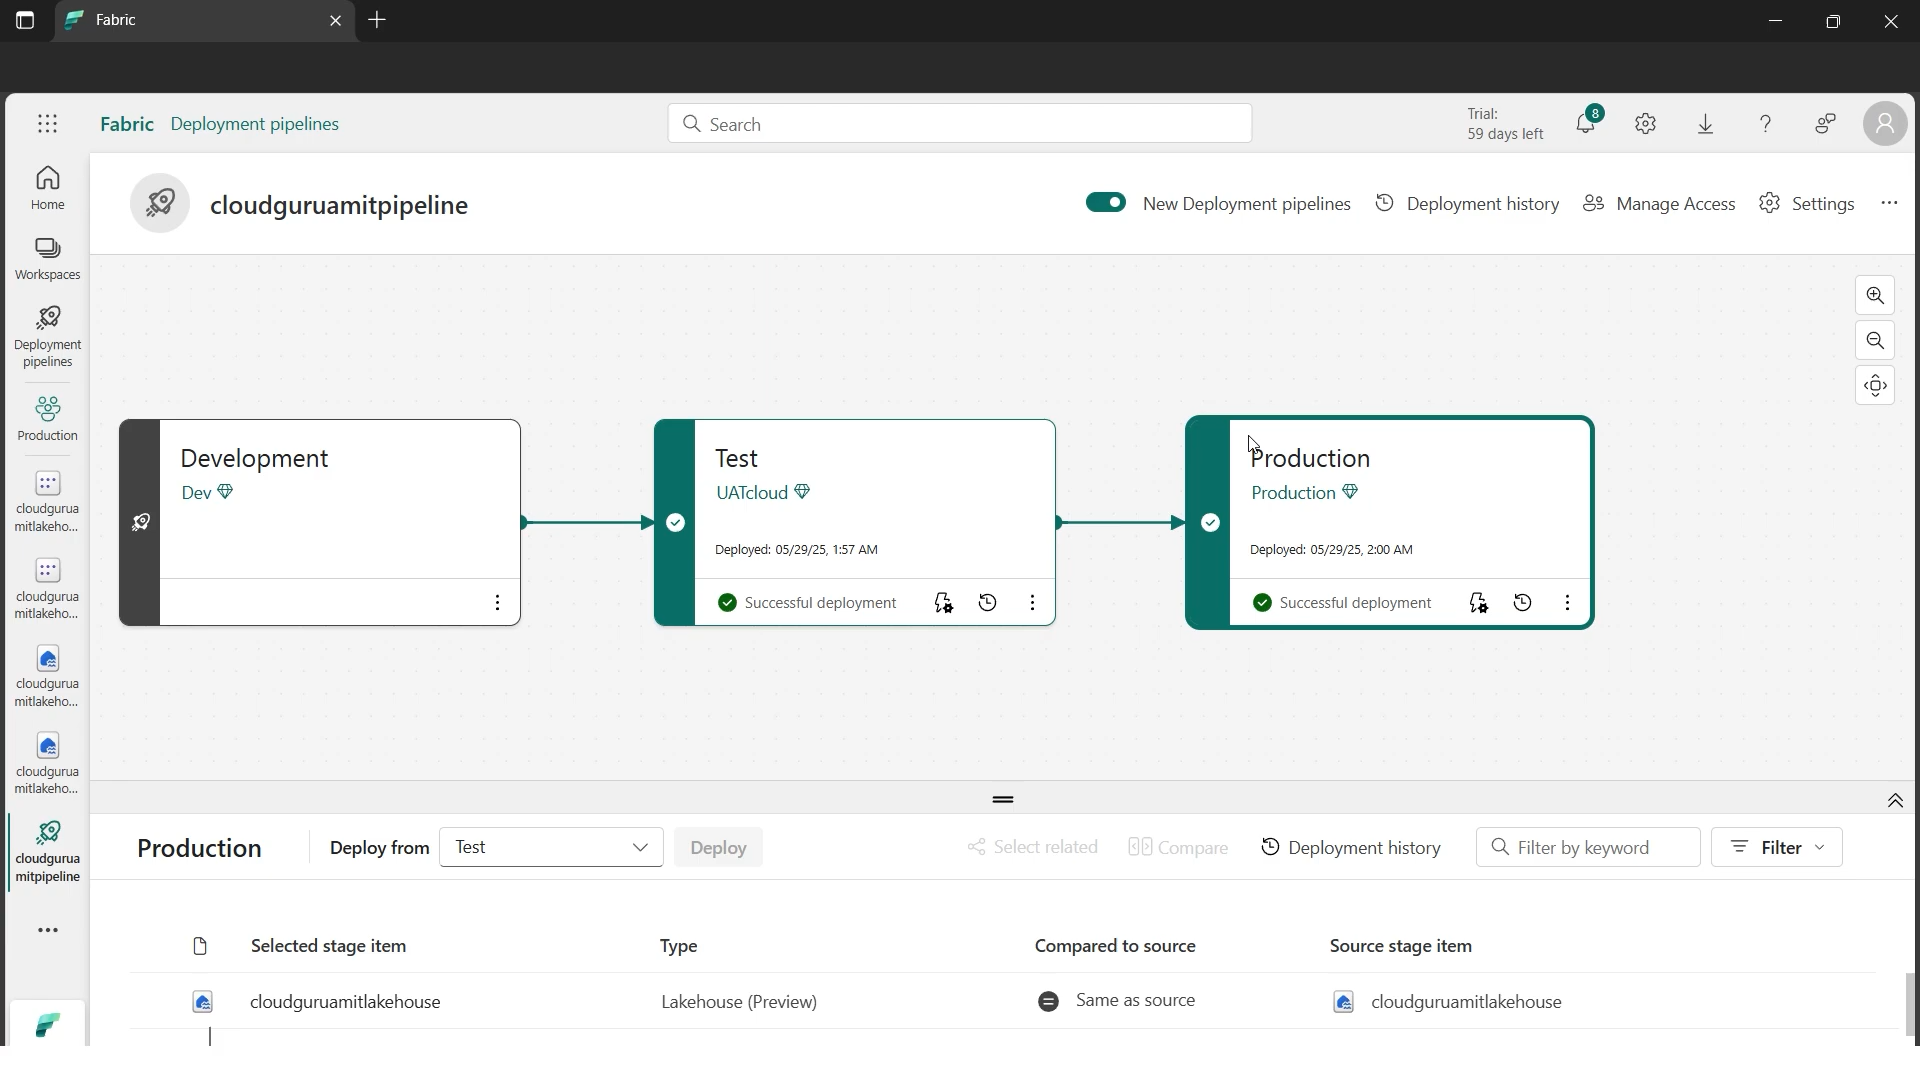 Fabric
Fabric Deployment pipelines
Search
Trial:
59 days left
8
Home
Workspaces
Deployment
pipelines
Production
cloudgurua
mitlakeho...
cloudgurua
mitlakeho...
cloudgurua
mitlakeho...
cloudgurua
mitlakeho...
cloudgurua
mitpipeline
cloudguruamitpipeline
New Deployment pipelines
Deployment history
Manage Access
Settings
Development
Dev
Test
UATcloud
Deployed: 05/29/25, 1:57 AM
Successful deployment
Production
Production
Deployed: 05/29/25, 2:00 AM
Successful deployment
Production
Deploy from
Test
Deploy
Select related
Compare
Deployment history
Filter by keyword
Filter
Selected stage item
Type
Compared to source
Source stage item
cloudguruamitlakehouse
Lakehouse (Preview)
Same as source
cloudguruamitlakehouse